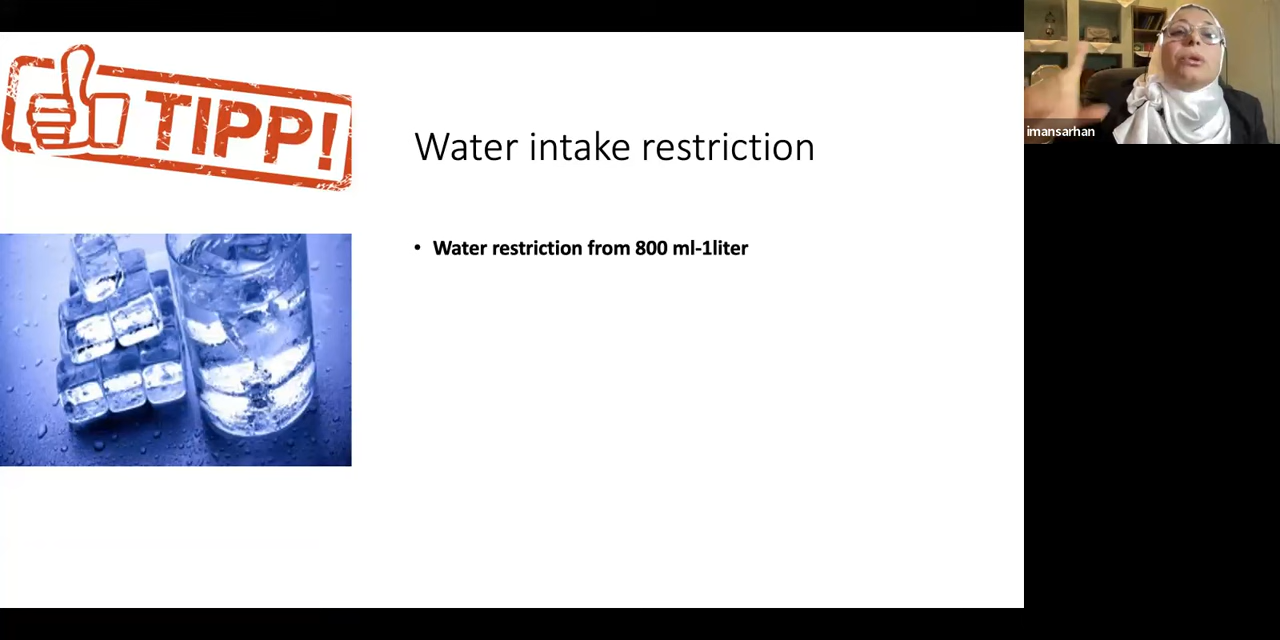 TIPP!
Water intake restriction
• Water restriction from 800 ml-1liter
imansarhan